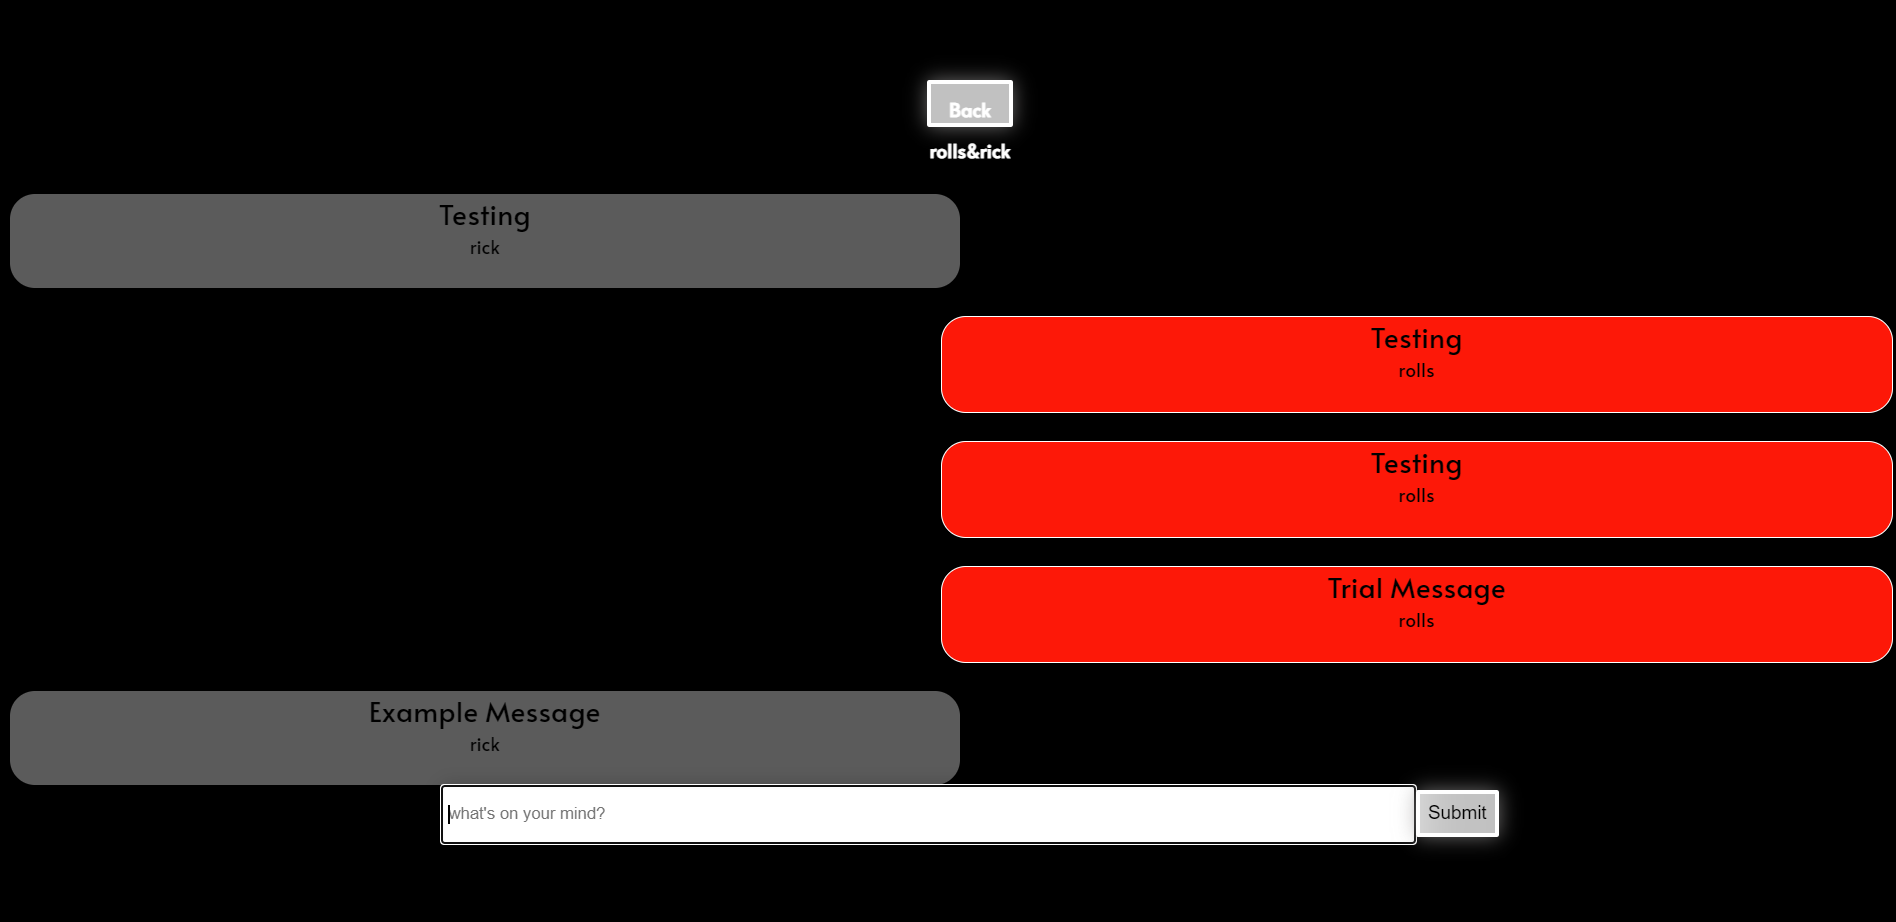 Back
rolls&rick
Testing
rick
Testing
rolls
Testing
rolls
Trial Message
rolls
Example Message
rick
what's on your mind?
Submit